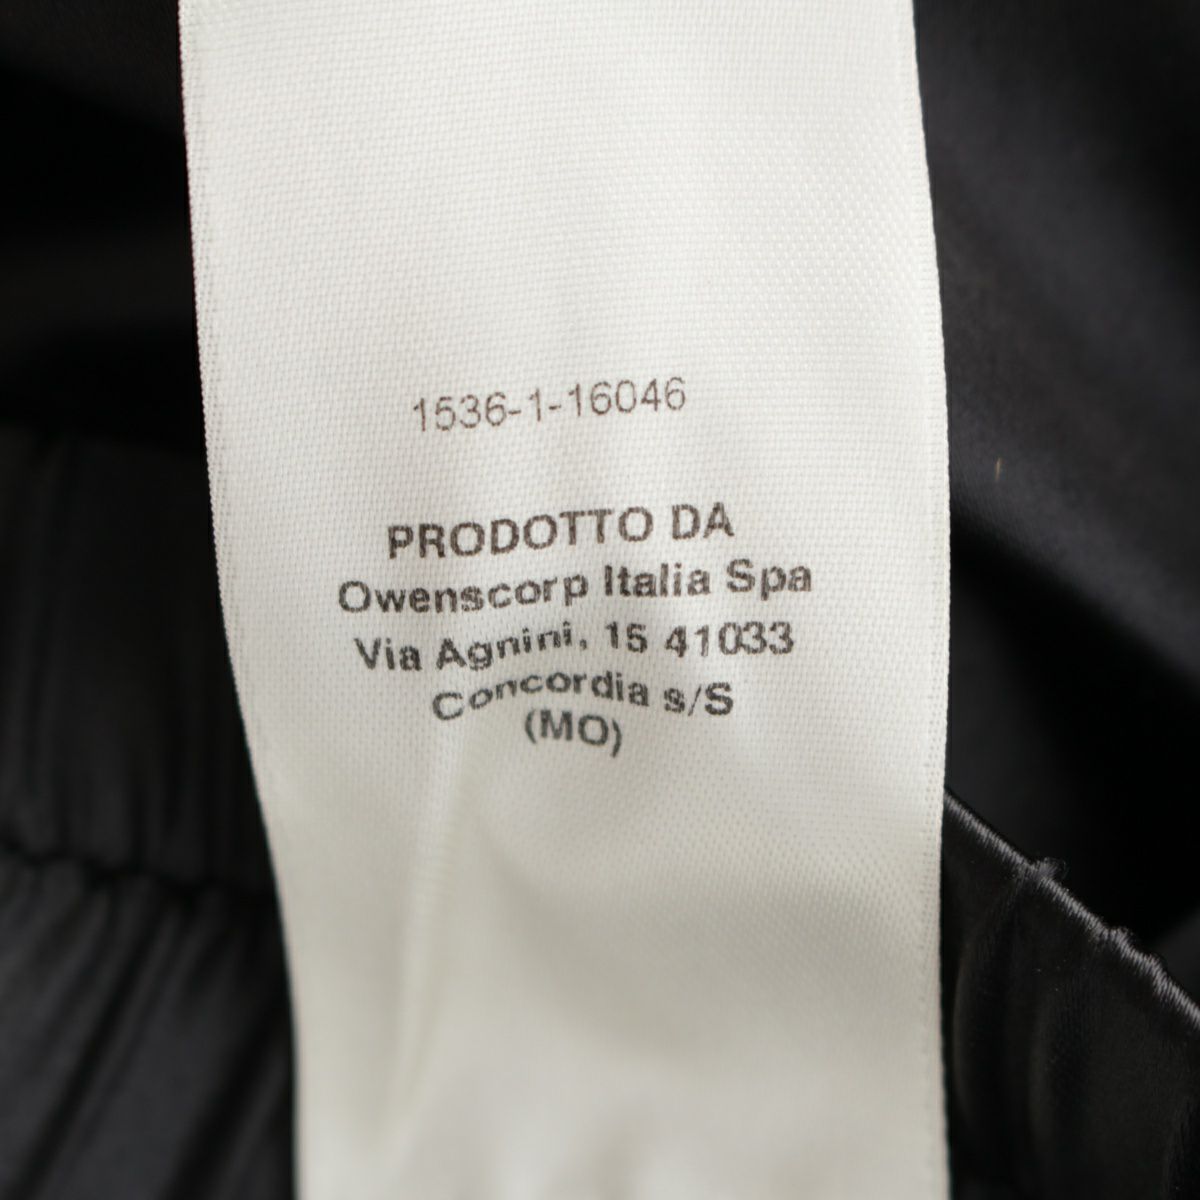 1536-1-16046
PRODOTTO DA
Owenscorp Italia Spa
Via Agnini, 15 41033
Concordia s/S
(MO)